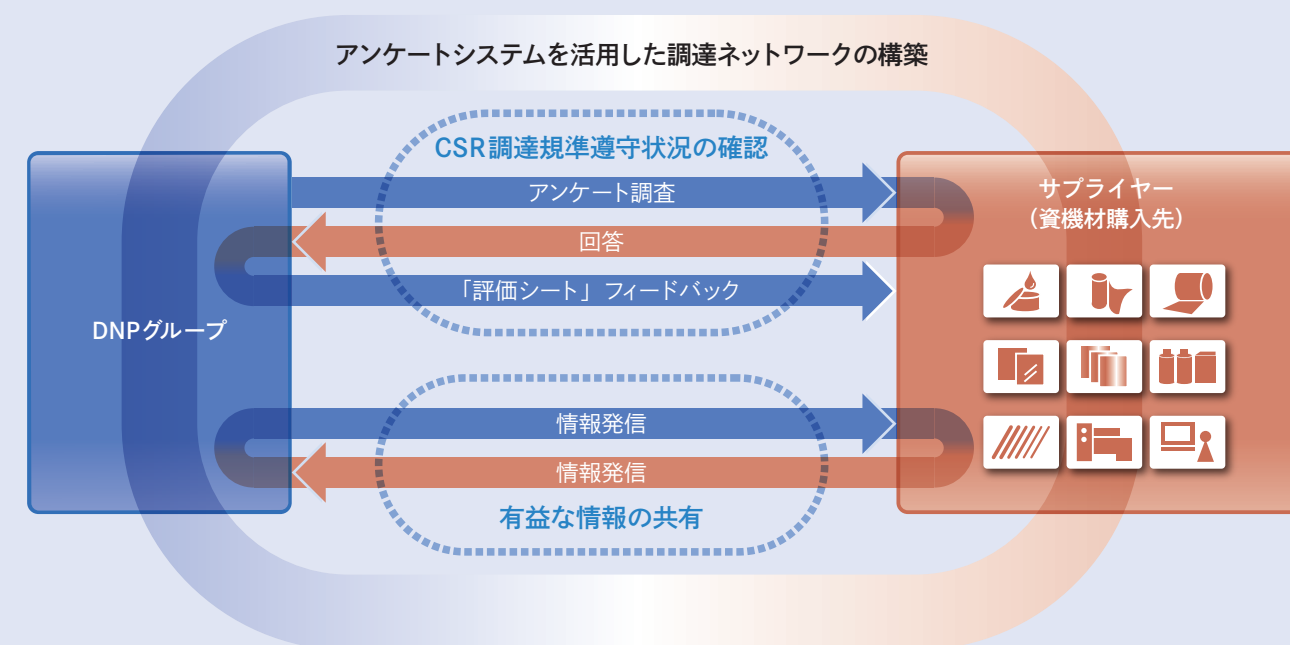 アンケートシステムを活用した調達ネットワークの構築
CSR調達規準遵守状況の確認
アンケート調査
回答
「評価シート」フィードバック
DNPグループ
サプライヤー
（資機材購入先）
情報発信
情報発信
有益な情報の共有